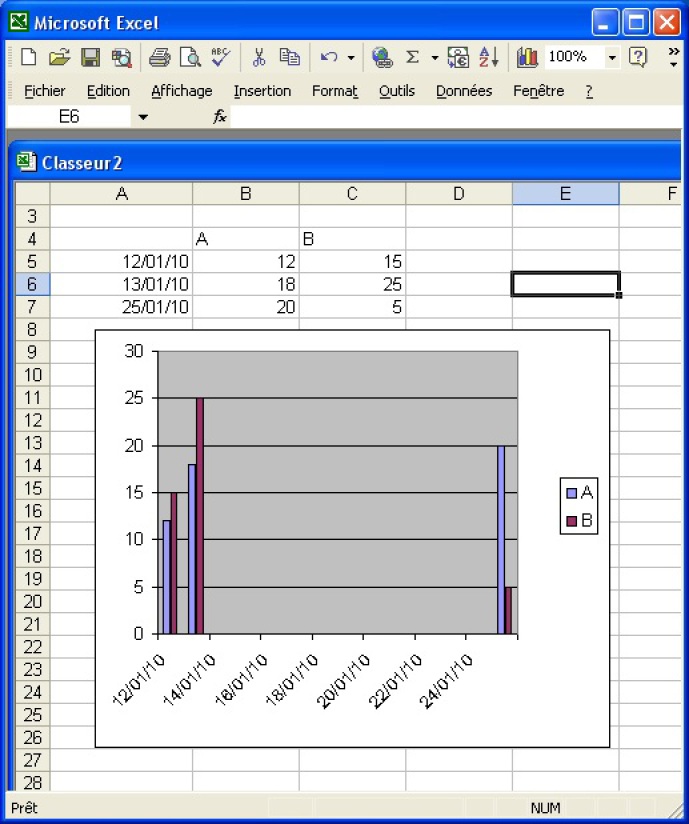 Microsoft Excel
ABC Σ A Z 100% ? »
Fichier Edition Affichage Insertion Format Outils Données Fenêtre ?
E6 fx
Classeur2
A B C D E F
3
4 A B
5 12/01/10 12 15
6 13/01/10 18 25
7 25/01/10 20 5
8
9
10
11
12
13
14
15
16
17
18
19
20
21
22
23
24
25
26
27
28
30
25
20
15
10
5
0
12/01/10 14/01/10 16/01/10 18/01/10 20/01/10 22/01/10 24/01/10
A
B
Prêt NUM